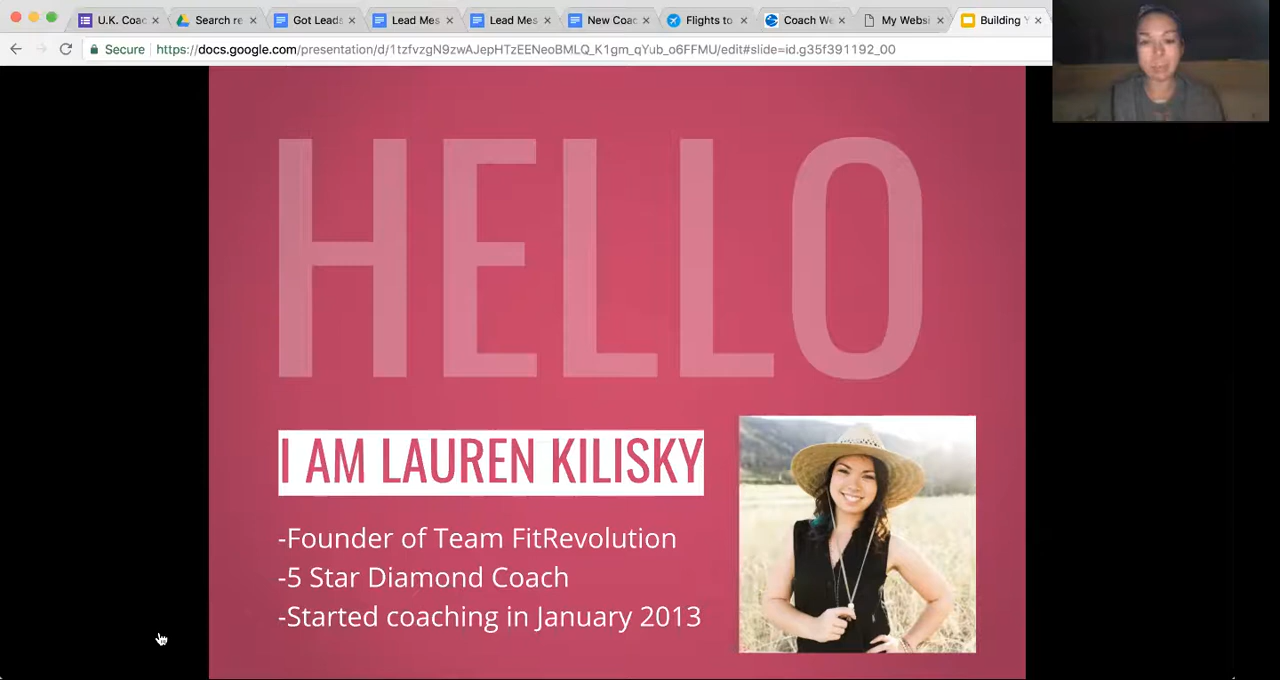 U.K. Coac
Search re
Got Leads
Lead Mes
Lead Mes
New Coac
Flights to
Coach We
My Websi
Building Y
Secure
https://docs.google.com/presentation/d/1tzfvzgN9zwAJepHTzEENeoBMLQ_K1gm_qYub_o6FFMU/edit#slide=id.g35f391192_00
HELLO
I AM LAUREN KILISKY
-Founder of Team FitRevolution
-5 Star Diamond Coach
-Started coaching in January 2013